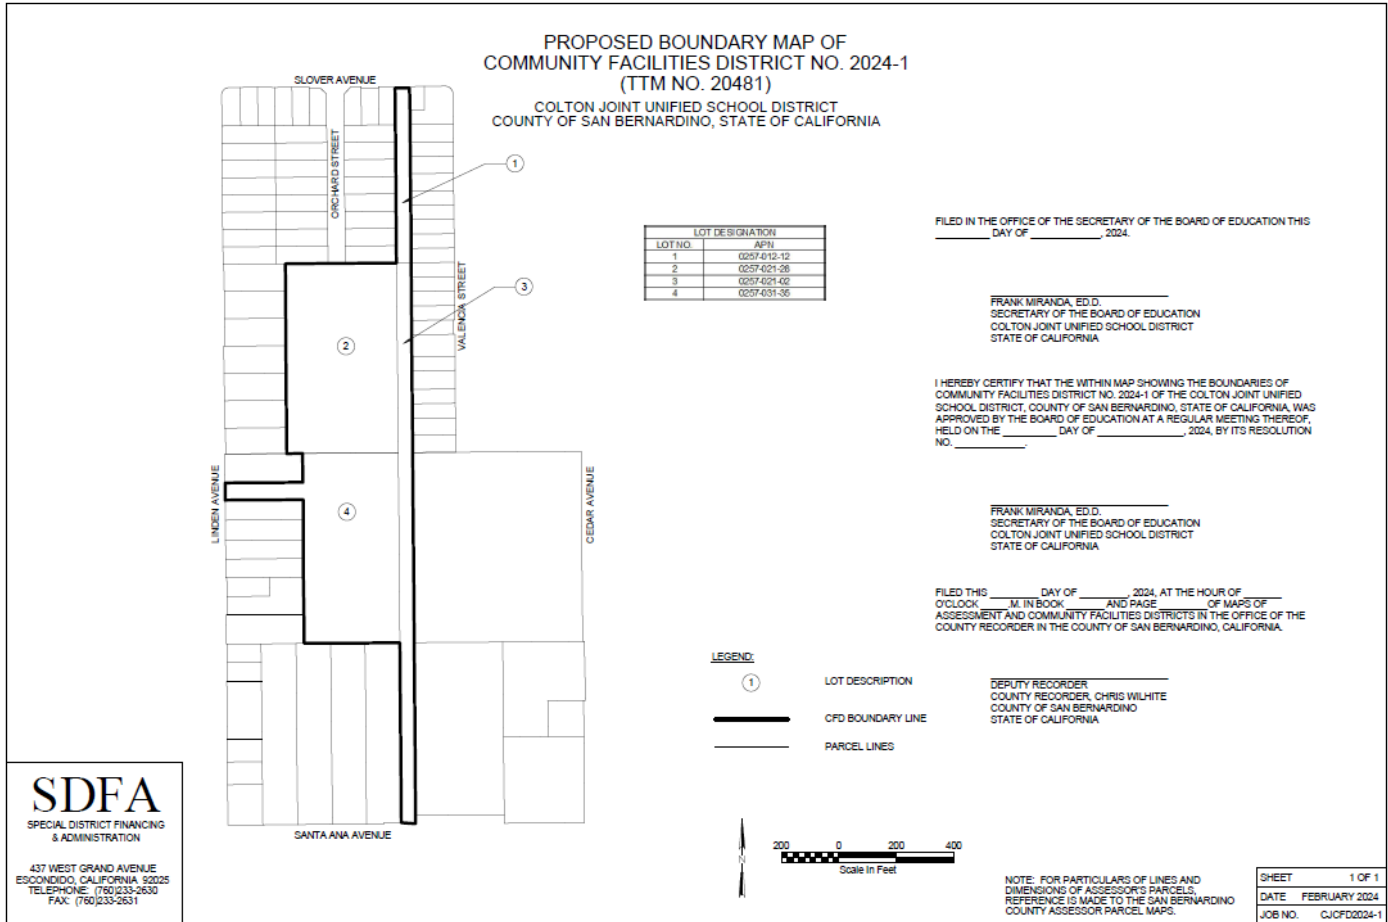 PROPOSED BOUNDARY MAP OF
COMMUNITY FACILITIES DISTRICT NO. 2024-1
(TTM NO. 20481)
COLTON JOINT UNIFIED SCHOOL DISTRICT
COUNTY OF SAN BERNARDINO, STATE OF CALIFORNIA
SLOVER AVENUE
ORCHARD STREET
VALENCIA STREET
LINDEN AVENUE
CEDAR AVENUE
SANTA ANA AVENUE
1
3
2
4
LOT DESIGNATION
LOT NO. APN
1 0257-012-12
2 0257-021-28
3 0257-021-02
4 0257-031-35
FILED IN THE OFFICE OF THE SECRETARY OF THE BOARD OF EDUCATION THIS
_________ DAY OF ____________, 2024.
FRANK MIRANDA, ED.D.
SECRETARY OF THE BOARD OF EDUCATION
COLTON JOINT UNIFIED SCHOOL DISTRICT
STATE OF CALIFORNIA
I HEREBY CERTIFY THAT THE WITHIN MAP SHOWING THE BOUNDARIES OF
COMMUNITY FACILITIES DISTRICT NO. 2024-1 OF THE COLTON JOINT UNIFIED
SCHOOL DISTRICT, COUNTY OF SAN BERNARDINO, STATE OF CALIFORNIA, WAS
APPROVED BY THE BOARD OF EDUCATION AT A REGULAR MEETING THEREOF,
HELD ON THE _________ DAY OF ______________, 2024, BY ITS RESOLUTION
NO. ____________.
FRANK MIRANDA, ED.D.
SECRETARY OF THE BOARD OF EDUCATION
COLTON JOINT UNIFIED SCHOOL DISTRICT
STATE OF CALIFORNIA
FILED THIS ________ DAY OF ________, 2024, AT THE HOUR OF ______
O'CLOCK ____.M. IN BOOK ______ AND PAGE ________ OF MAPS OF
ASSESSMENT AND COMMUNITY FACILITIES DISTRICTS IN THE OFFICE OF THE
COUNTY RECORDER IN THE COUNTY OF SAN BERNARDINO, CALIFORNIA.
DEPUTY RECORDER
COUNTY RECORDER, CHRIS WILHITE
COUNTY OF SAN BERNARDINO
STATE OF CALIFORNIA
LEGEND:
1 LOT DESCRIPTION
CFD BOUNDARY LINE
PARCEL LINES
N
200 0 200 400
Scale In Feet
SDFA
SPECIAL DISTRICT FINANCING
& ADMINISTRATION
437 WEST GRAND AVENUE
ESCONDIDO, CALIFORNIA 92025
TELEPHONE: (760)233-2630
FAX: (760)233-2631
NOTE: FOR PARTICULARS OF LINES AND
DIMENSIONS OF ASSESSOR'S PARCELS,
REFERENCE IS MADE TO THE SAN BERNARDINO
COUNTY ASSESSOR PARCEL MAPS.
SHEET 1 OF 1
DATE FEBRUARY 2024
JOB NO. CJCFD2024-1